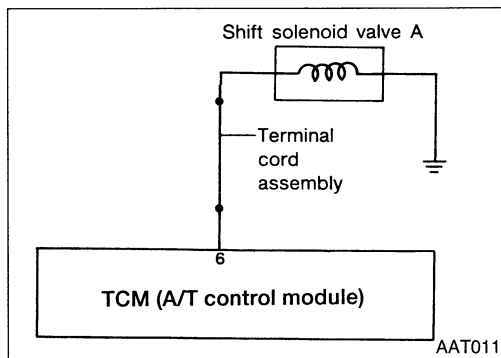 Shift solenoid valve A
Terminal
cord
assembly
6
TCM (A/T control module)
AAT011